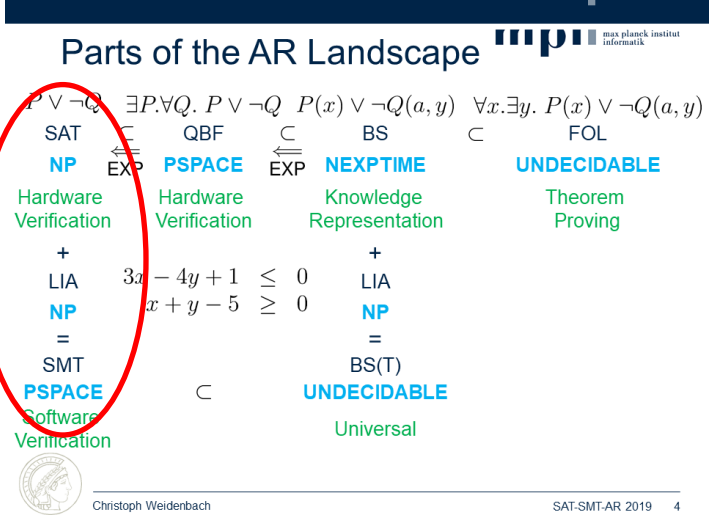 max planck institut
informatik
Parts of the AR Landscape
P ∨ ¬Q ∃P.∀Q. P ∨ ¬Q P(x) ∨ ¬Q(a, y) ∀x.∃y. P(x) ∨ ¬Q(a, y)
SAT ⊂ QBF ⊂ BS ⊂ FOL
⇐ ⇐
NP EXP PSPACE EXP NEXPTIME UNDECIDABLE
Hardware Hardware Knowledge Theorem
Verification Verification Representation Proving
+ +
LIA 3x − 4y + 1 ≤ 0 LIA
NP x + y − 5 ≥ 0 NP
= =
SMT BS(T)
PSPACE ⊂ UNDECIDABLE
Software
Verification Universal
Christoph Weidenbach SAT-SMT-AR 2019 4